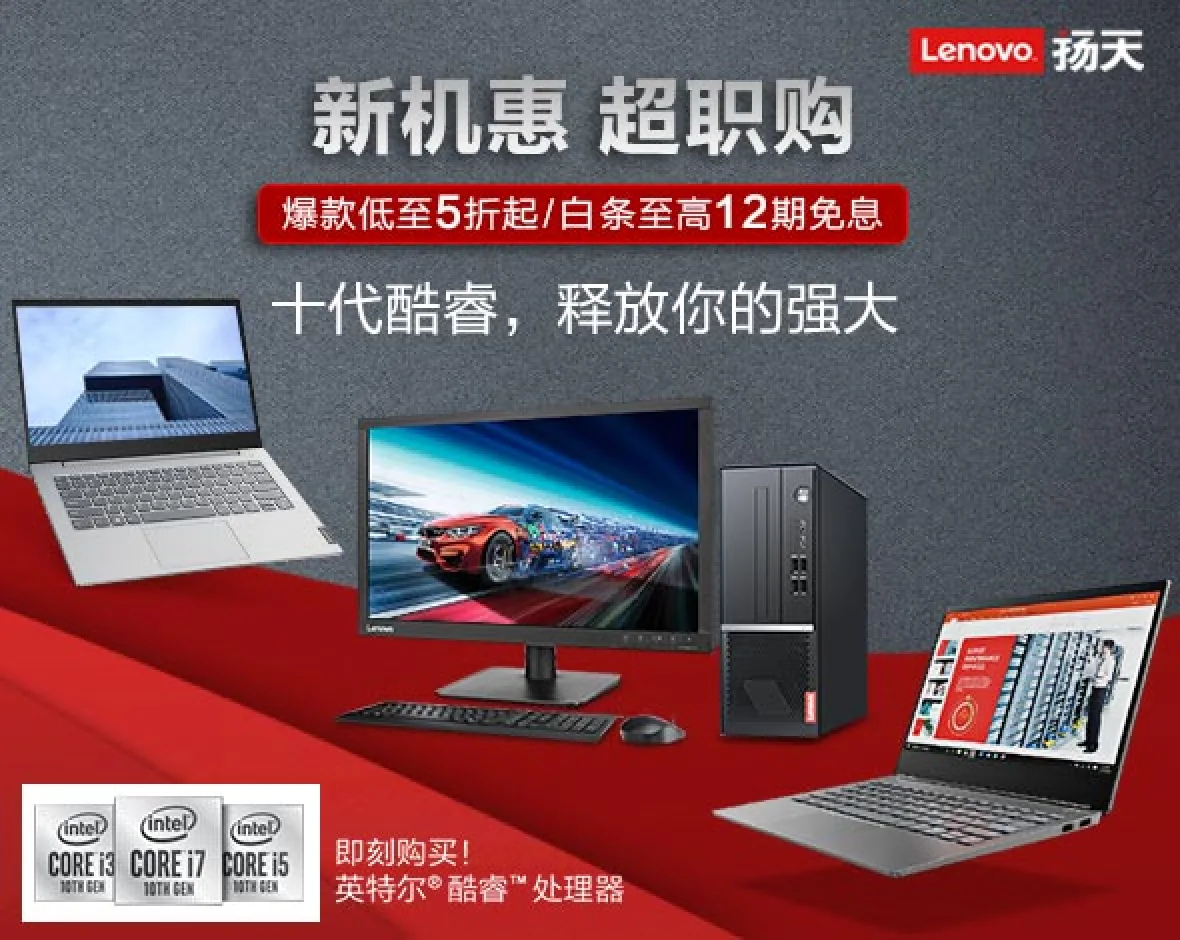 Lenovo. 扬天
新机惠 超职购
爆款低至5折起/白条至高12期免息
十代酷睿，释放你的强大
Lenovo
Lenovo
intel
CORE i3
10TH GEN
intel
CORE i7
10TH GEN
intel
CORE i5
10TH GEN
即刻购买！
英特尔®酷睿™处理器